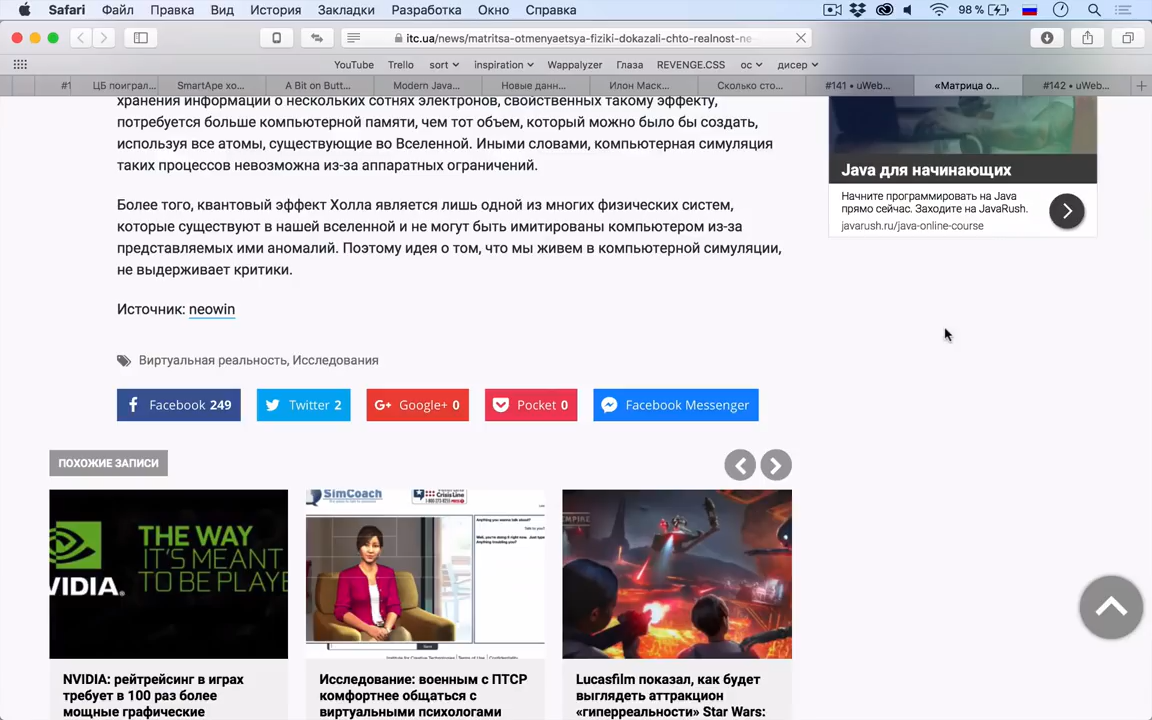 Safari Файл Правка Вид История Закладки Разработка Окно Справка 98 %
itc.ua/news/matritsa-otmenyaetsya-fiziki-dokazali-chto-realnost-ne-
YouTube Trello sort inspiration Wappalyzer Глаза REVENGE.CSS ос дисер
#1 ЦБ поиграл... SmartApe хо... A Bit on Butt... Modern Java... Новые данн... Илон Маск... Сколько сто... #141 • uWeb... «Матрица о... #142 • uWeb...
хранения информации о нескольких сотнях электронов, свойственных такому эффекту,
потребуется больше компьютерной памяти, чем тот объем, который можно было бы создать,
используя все атомы, существующие во Вселенной. Иными словами, компьютерная симуляция
таких процессов невозможна из-за аппаратных ограничений.
Более того, квантовый эффект Холла является лишь одной из многих физических систем,
которые существуют в нашей вселенной и не могут быть имитированы компьютером из-за
представляемых ими аномалий. Поэтому идея о том, что мы живем в компьютерной симуляции,
не выдерживает критики.
Источник: neowin
Java для начинающих
Начните программировать на Java
прямо сейчас. Заходите на JavaRush.
javarush.ru/java-online-course
Виртуальная реальность, Исследования
Facebook 249 Twitter 2 Google+ 0 Pocket 0 Facebook Messenger
ПОХОЖИЕ ЗАПИСИ
THE WAY
IT'S MEANT
TO BE PLAYE
VIDIA.
SimCoach
Crisis Line
EMPIRE
NVIDIA: рейтрейсинг в играх
требует в 100 раз более
мощные графические
Исследование: военным с ПТСР
комфортнее общаться с
виртуальными психологами
Lucasfilm показал, как будет
выглядеть аттракцион
«гиперреальности» Star Wars: